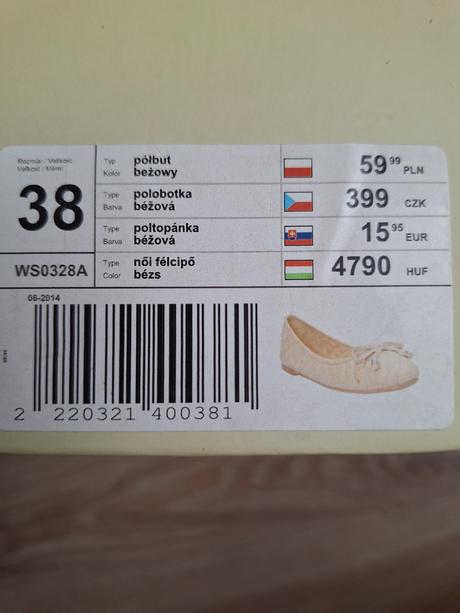 Rozmiar / Velikost
Veľkosť / Méret
38
WS0328A
Typ półbut
Kolor beżowy
59 99 PLN
Type polobotka
Barva béžová
399 CZK
Type poltopánka
Barva béžová
15 95 EUR
Type női félcipő
Color bézs
4790 HUF
08-2014
2 220321 400381